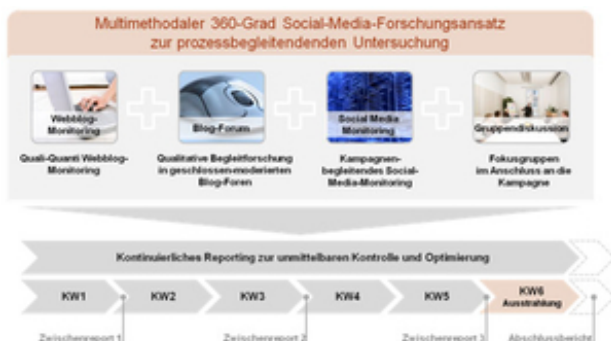 Multimethodaler 360-Grad Social-Media-Forschungsansatz
zur prozessbegleitendenden Untersuchung
Webblog-
Monitoring
Blog-Forum
Social Media
Monitoring
Gruppendiskussion
Quali-Quanti Webblog-
Monitoring
Qualitative Begleitforschung
in geschlossen-moderierten
Blog-Foren
Kampagnen-
begleitendes Social-
Media-Monitoring
Fokusgruppen
im Anschluss an die
Kampagne
Kontinuierliches Reporting zur unmittelbaren Kontrolle und Optimierung
KW1
KW2
KW3
KW4
KW5
KW6
Ausstrahlung
Zwischenreport 1
Zwischenreport 2
Zwischenreport 3
Abschlussbericht